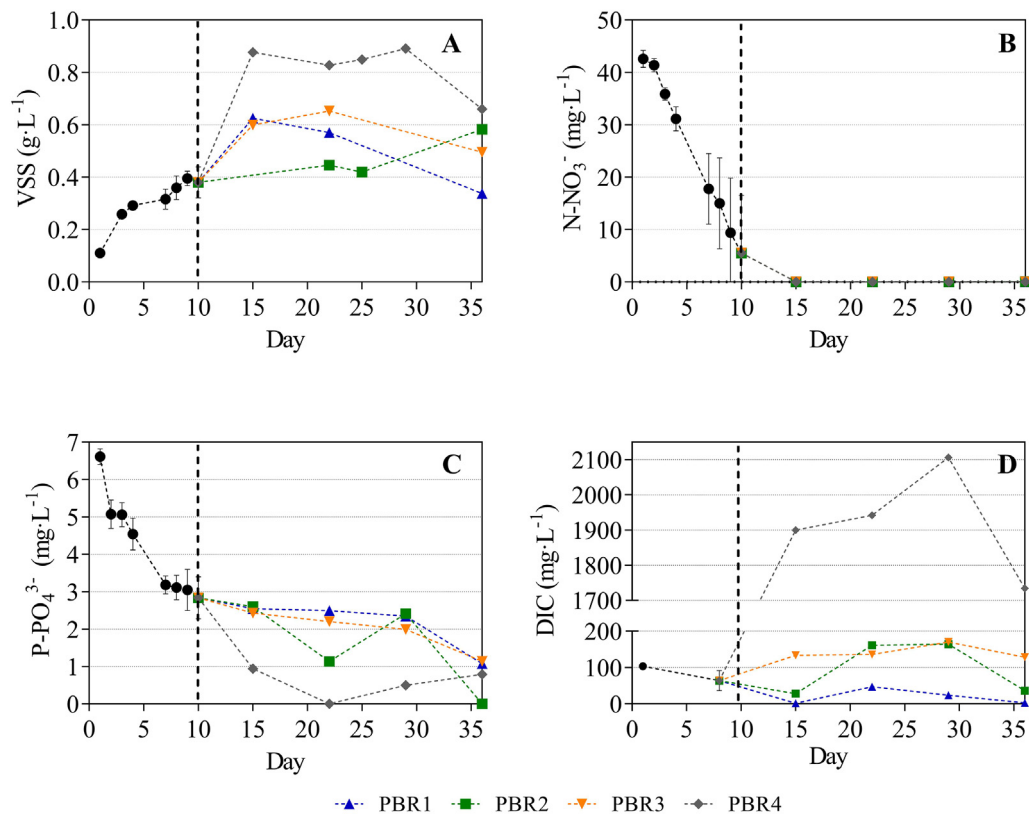 A
VSS (g·L⁻¹)
1.0
0.8
0.6
0.4
0.2
0.0
0 5 10 15 20 25 30 35
Day
B
N-NO₃⁻ (mg·L⁻¹)
50
40
30
20
10
0
0 5 10 15 20 25 30 35
Day
C
P-PO₄³⁻ (mg·L⁻¹)
7
6
5
4
3
2
1
0
0 5 10 15 20 25 30 35
Day
D
DIC (mg·L⁻¹)
2100
2000
1900
1800
1700
200
100
0
0 5 10 15 20 25 30 35
Day
PBR1 PBR2 PBR3 PBR4